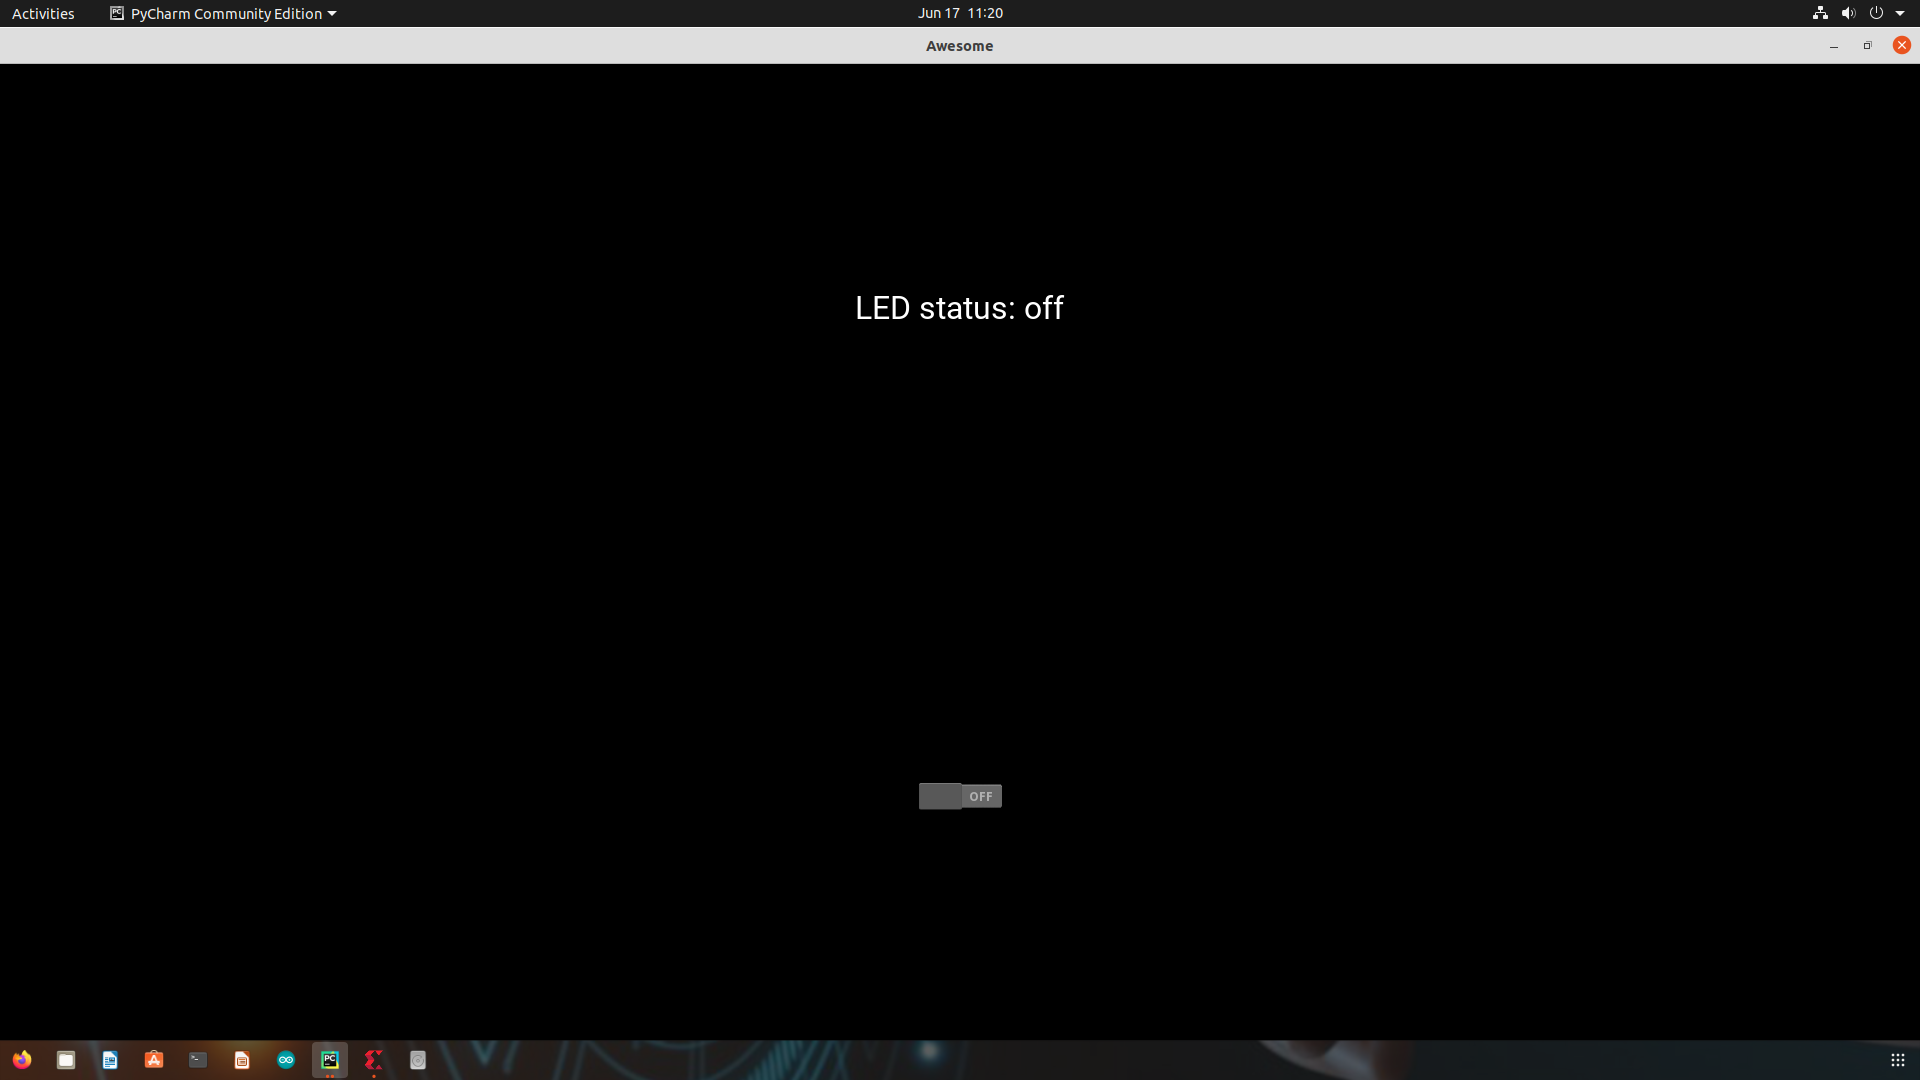 Activities PyCharm Community Edition Jun 17 11:20
Awesome
LED status: off
OFF